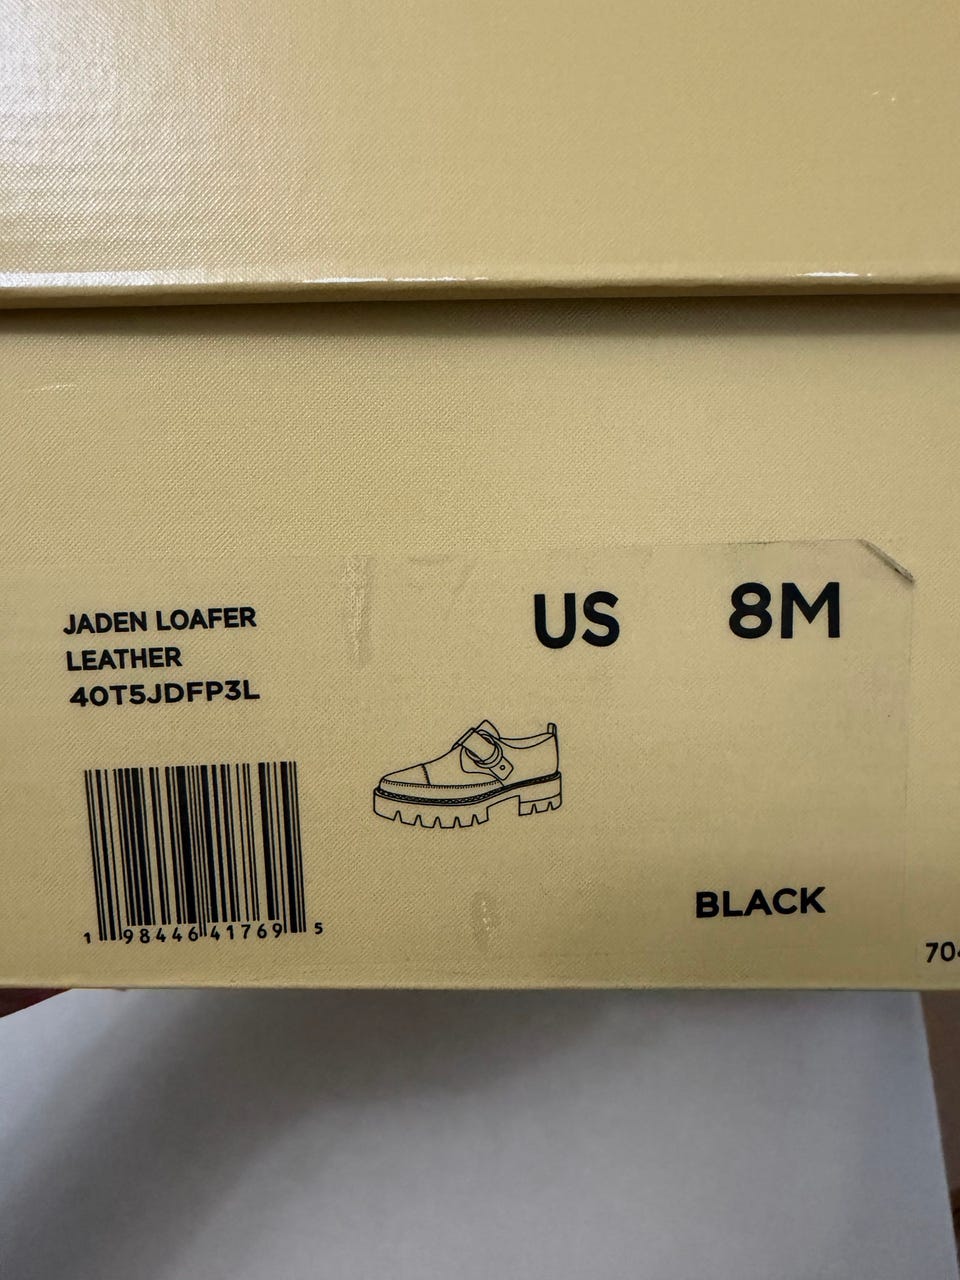 JADEN LOAFER
LEATHER
40T5JDFP3L
US 8M
BLACK
1 98446 41769 5